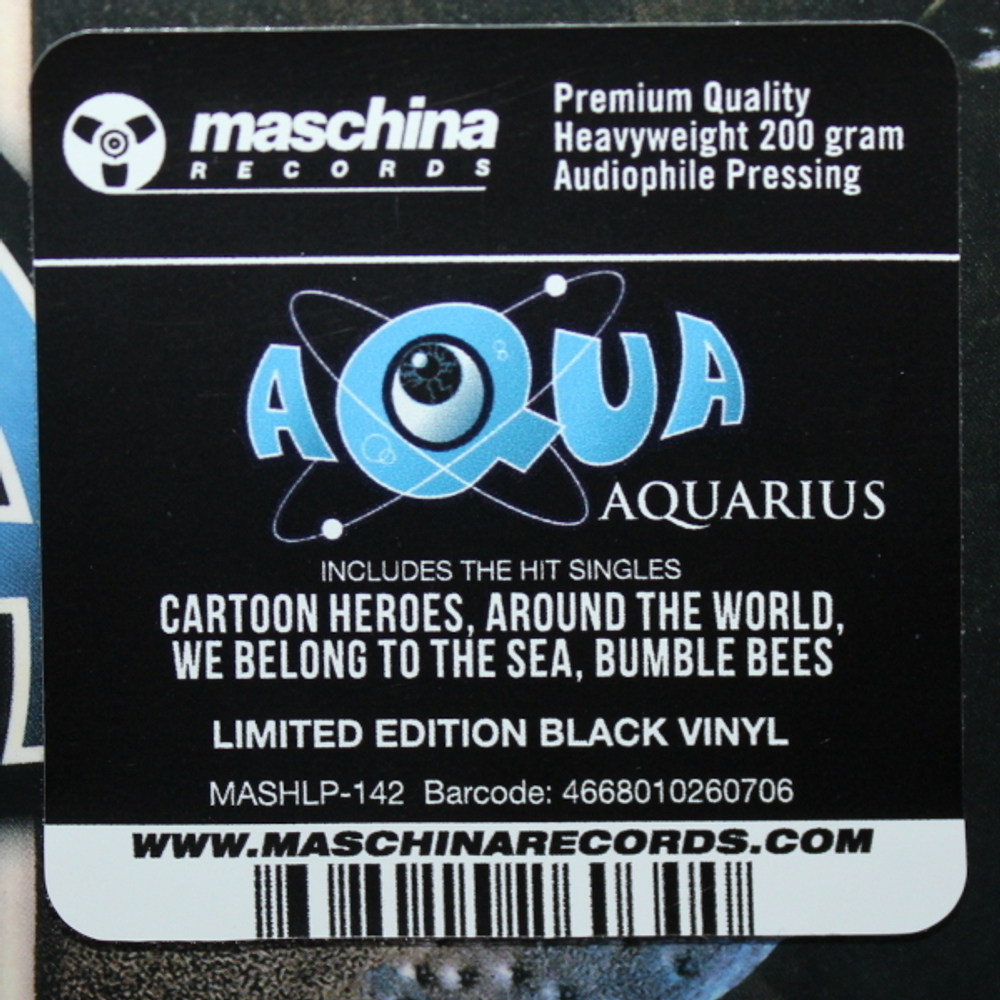 maschina
RECORDS
Premium Quality
Heavyweight 200 gram
Audiophile Pressing
AQUA
AQUARIUS
INCLUDES THE HIT SINGLES
CARTOON HEROES, AROUND THE WORLD,
WE BELONG TO THE SEA, BUMBLE BEES
LIMITED EDITION BLACK VINYL
MASHLP-142 Barcode: 4668010260706
WWW.MASCHINARECORDS.COM